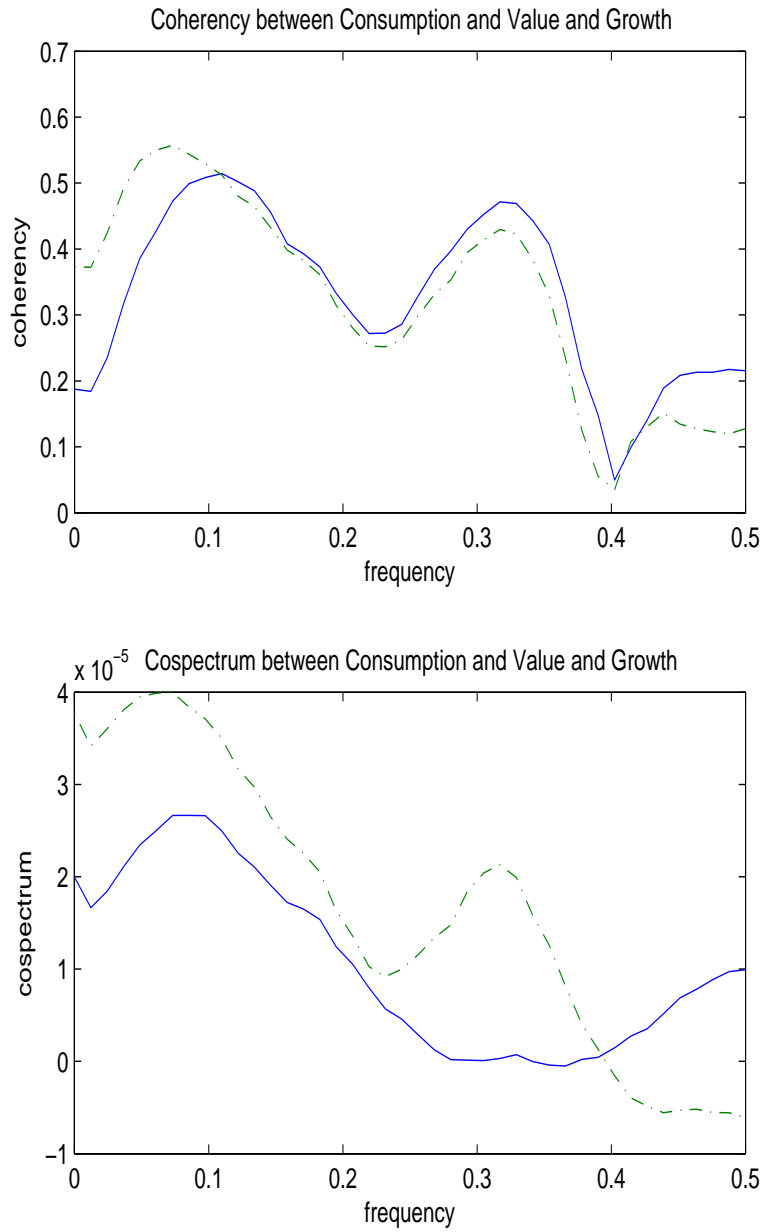 Coherency between Consumption and Value and Growth
0.7
0.6
0.5
0.4
0.3
0.2
0.1
0
coherency
0 0.1 0.2 0.3 0.4 0.5
frequency
x 10⁻⁵ Cospectrum between Consumption and Value and Growth
4
3
2
1
0
−1
cospectrum
0 0.1 0.2 0.3 0.4 0.5
frequency